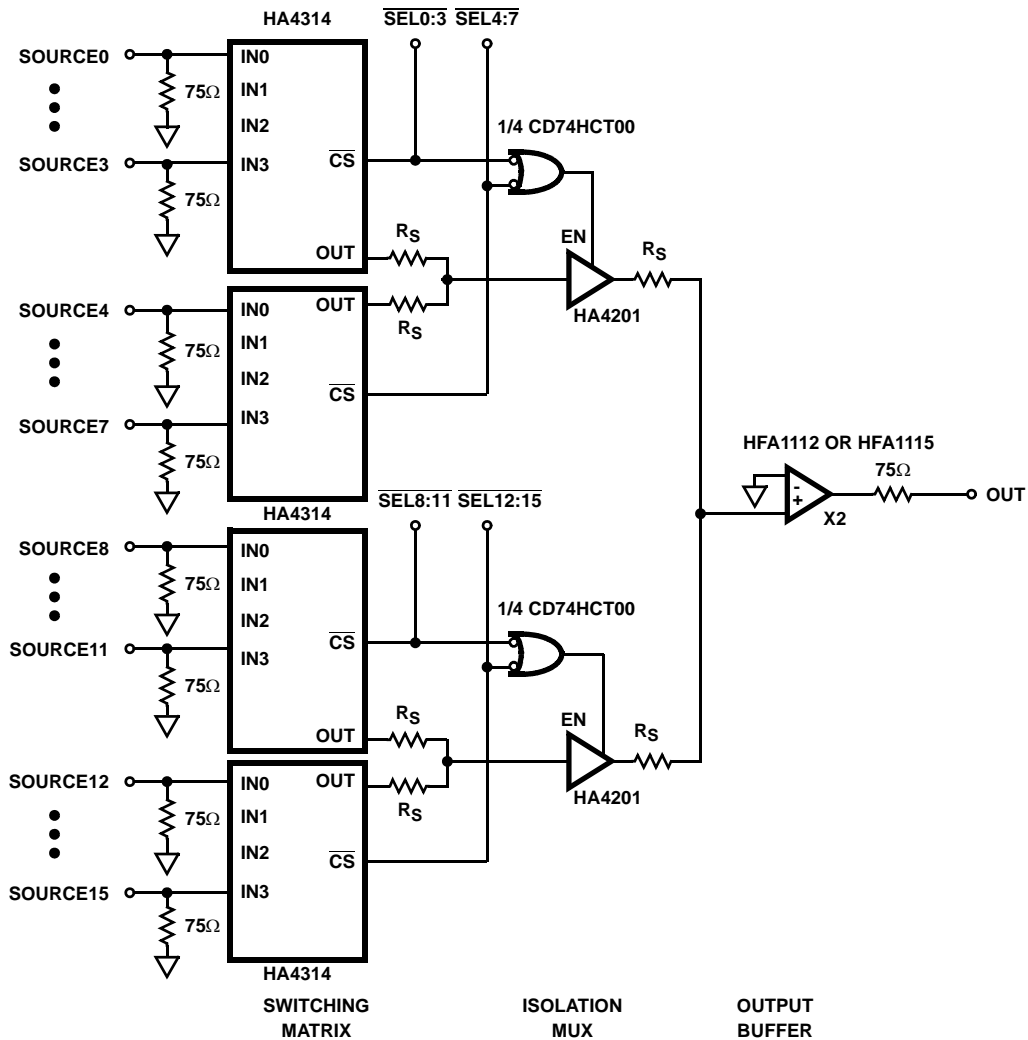 HA4314
SEL0:3 SEL4:7
SOURCE0
75Ω
IN0
IN1
IN2
SOURCE3
75Ω
IN3
CS
OUT
1/4 CD74HCT00
RS
EN
RS
HA4201
SOURCE4
75Ω
IN0
OUT
RS
IN1
IN2
CS
SOURCE7
75Ω
IN3
HFA1112 OR HFA1115
75Ω
-
+
X2
OUT
HA4314
SEL8:11 SEL12:15
SOURCE8
75Ω
IN0
IN1
IN2
SOURCE11
75Ω
IN3
CS
OUT
1/4 CD74HCT00
RS
EN
RS
HA4201
SOURCE12
75Ω
IN0
OUT
RS
IN1
IN2
CS
SOURCE15
75Ω
IN3
HA4314
SWITCHING
MATRIX
ISOLATION
MUX
OUTPUT
BUFFER